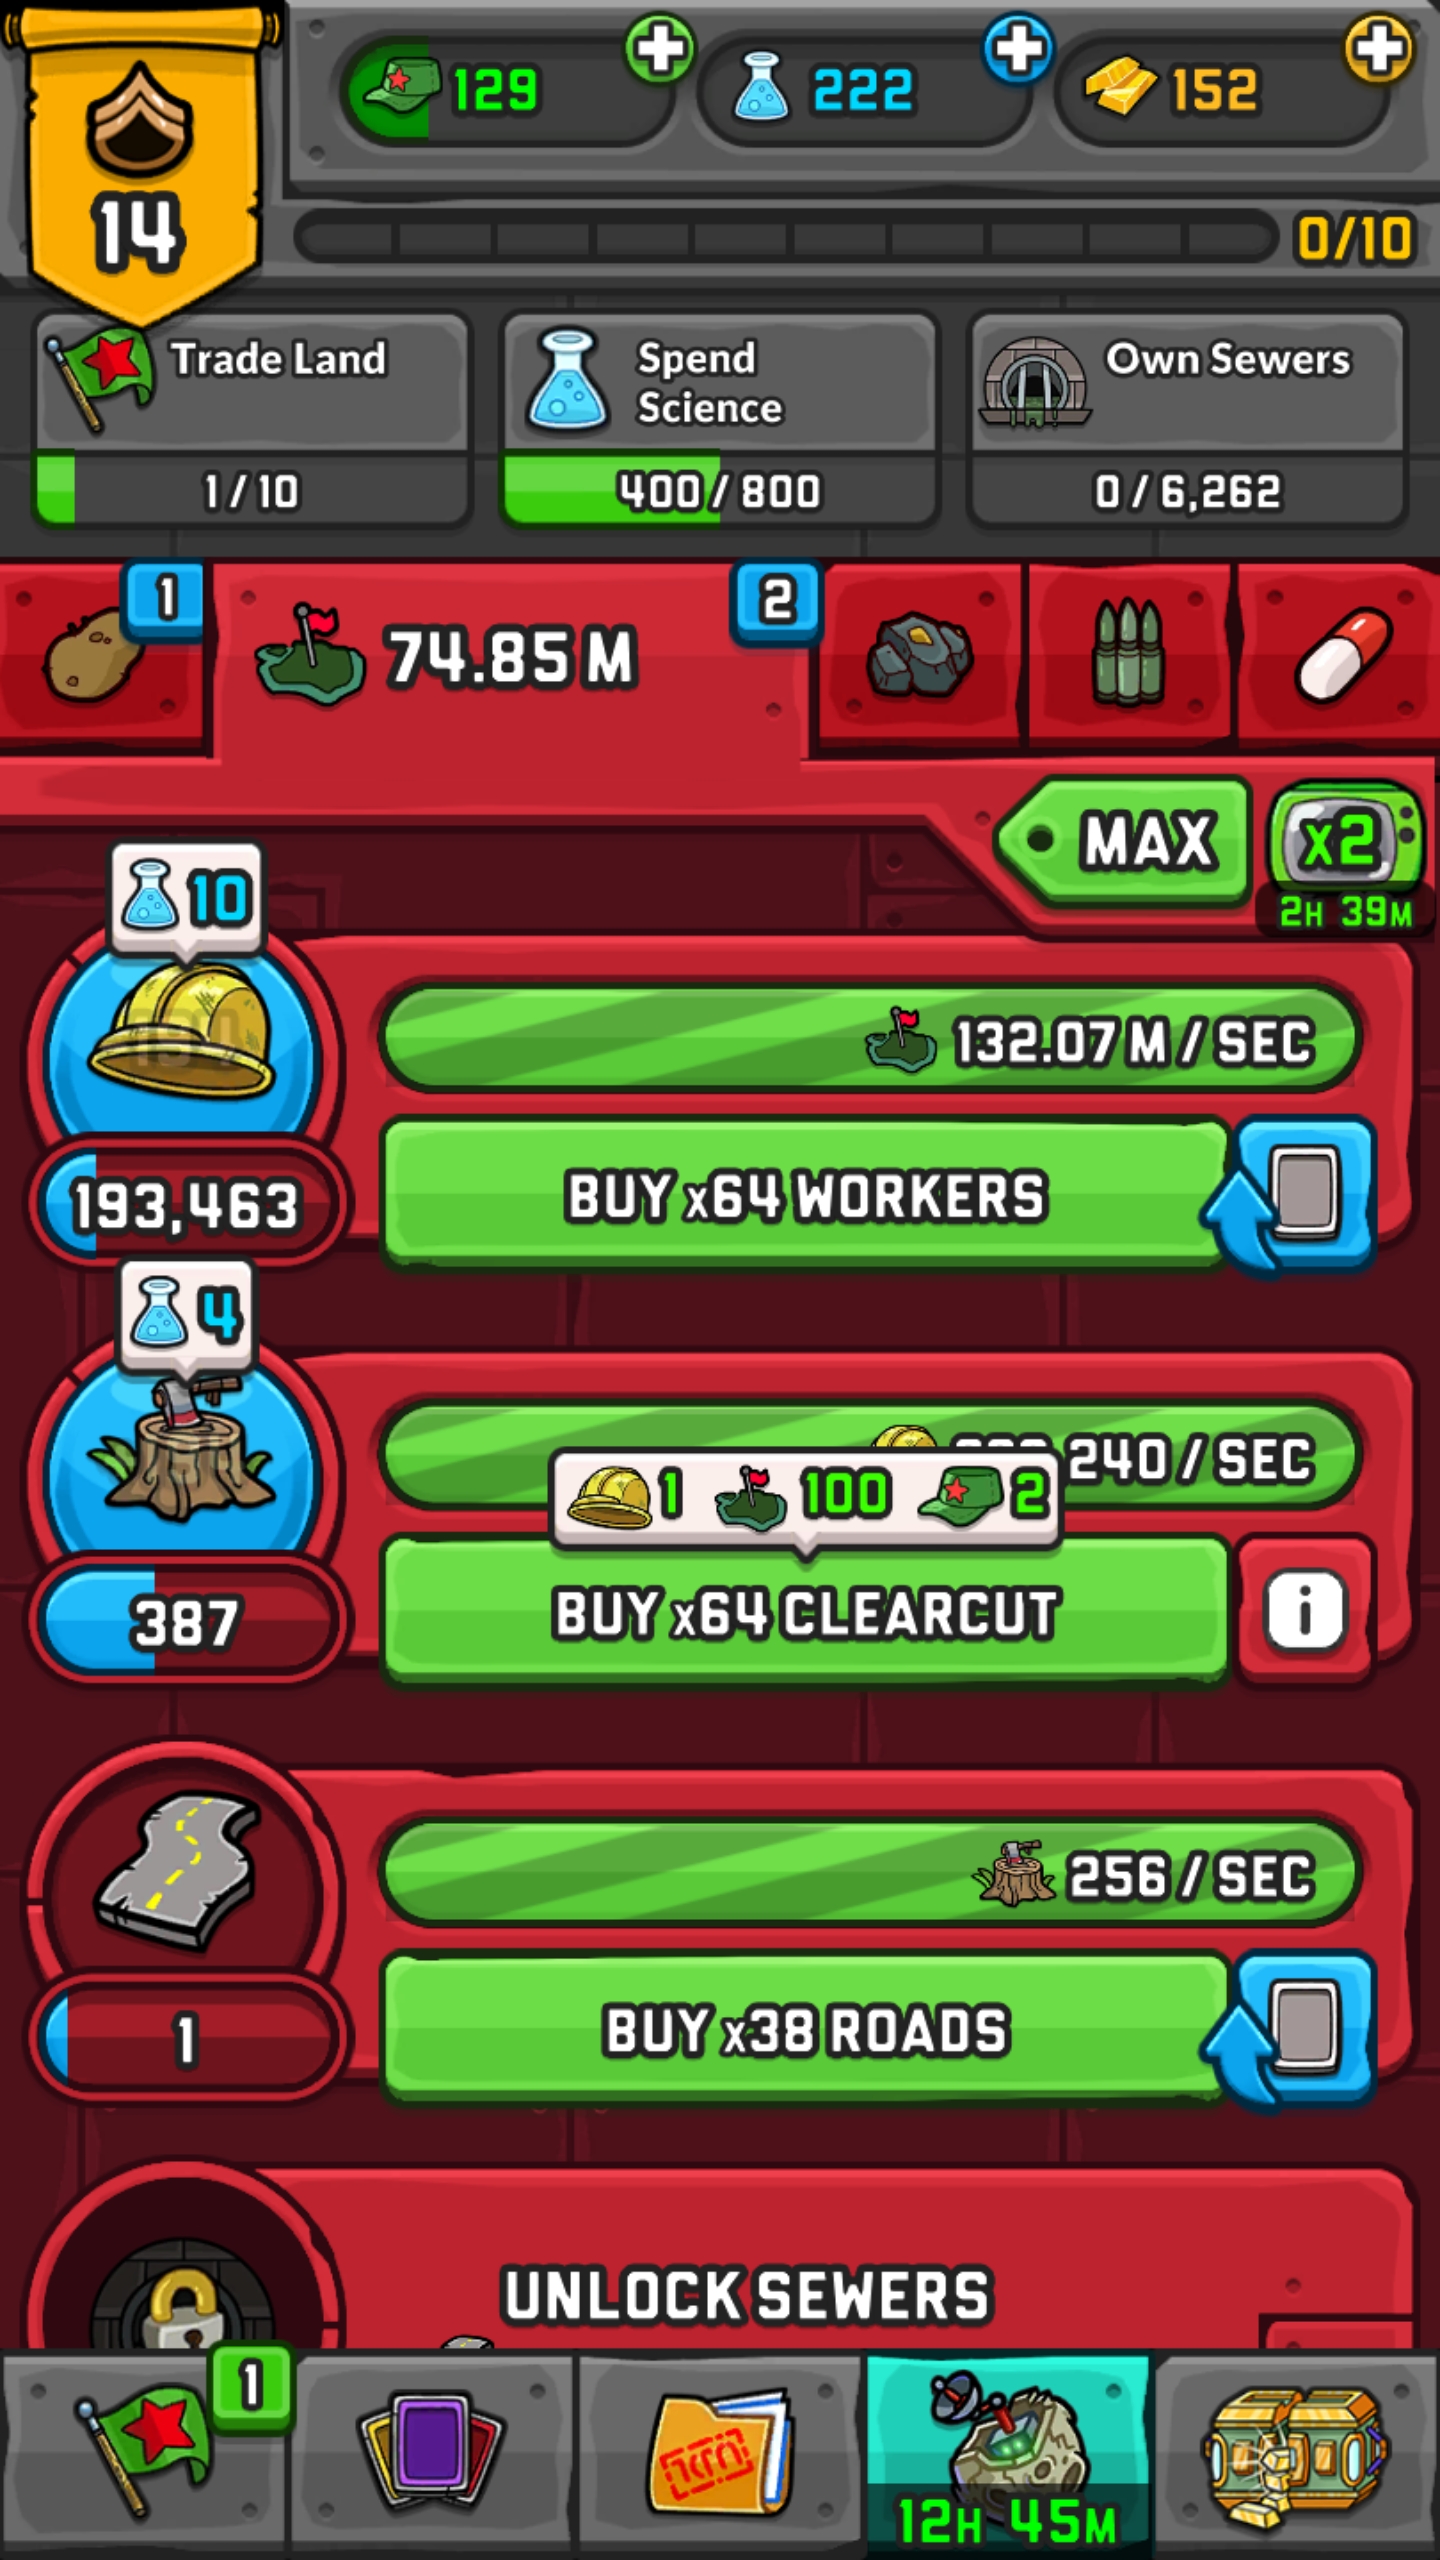 129
222
152
14
0/10
Trade Land
Spend
Science
Own Sewers
1 / 10
400 / 800
0 / 6,262
1
74.85 M
2
MAX
x2
2H 39M
10
132.07 M / SEC
193,463
BUY x64 WORKERS
4
240 / SEC
1 100 2
387
BUY x64 CLEARCUT
i
256 / SEC
1
BUY x38 ROADS
UNLOCK SEWERS
1
12H 45M